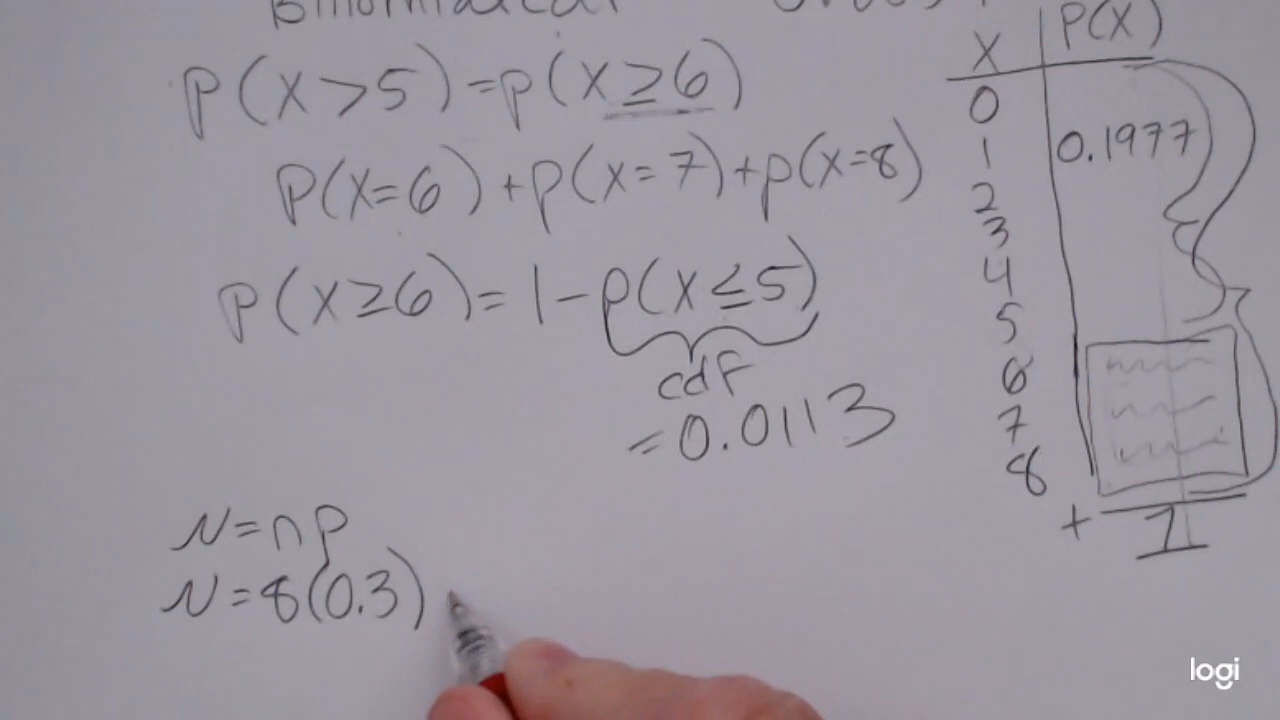 P(X>5)=P(X≥6)
P(X=6)+P(X=7)+P(X=8)
P(X≥6)=1-P(X≤5)
cdf
=0.0113
μ=np
μ=8(0.3)
X P(X)
0
1 0.1977
2
3
4
5
6
7
8
+ 1
logi